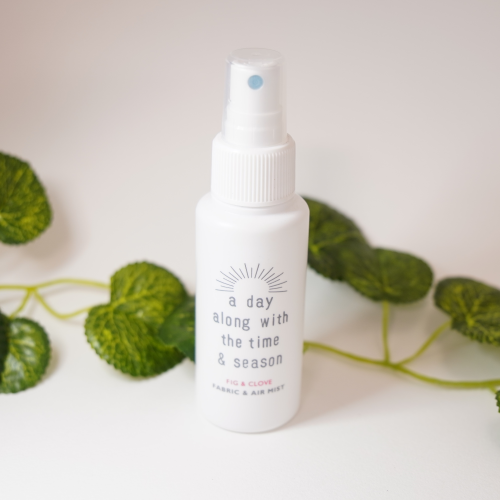 a day
along with
the time
& season
FIG & CLOVE
FABRIC & AIR MIST